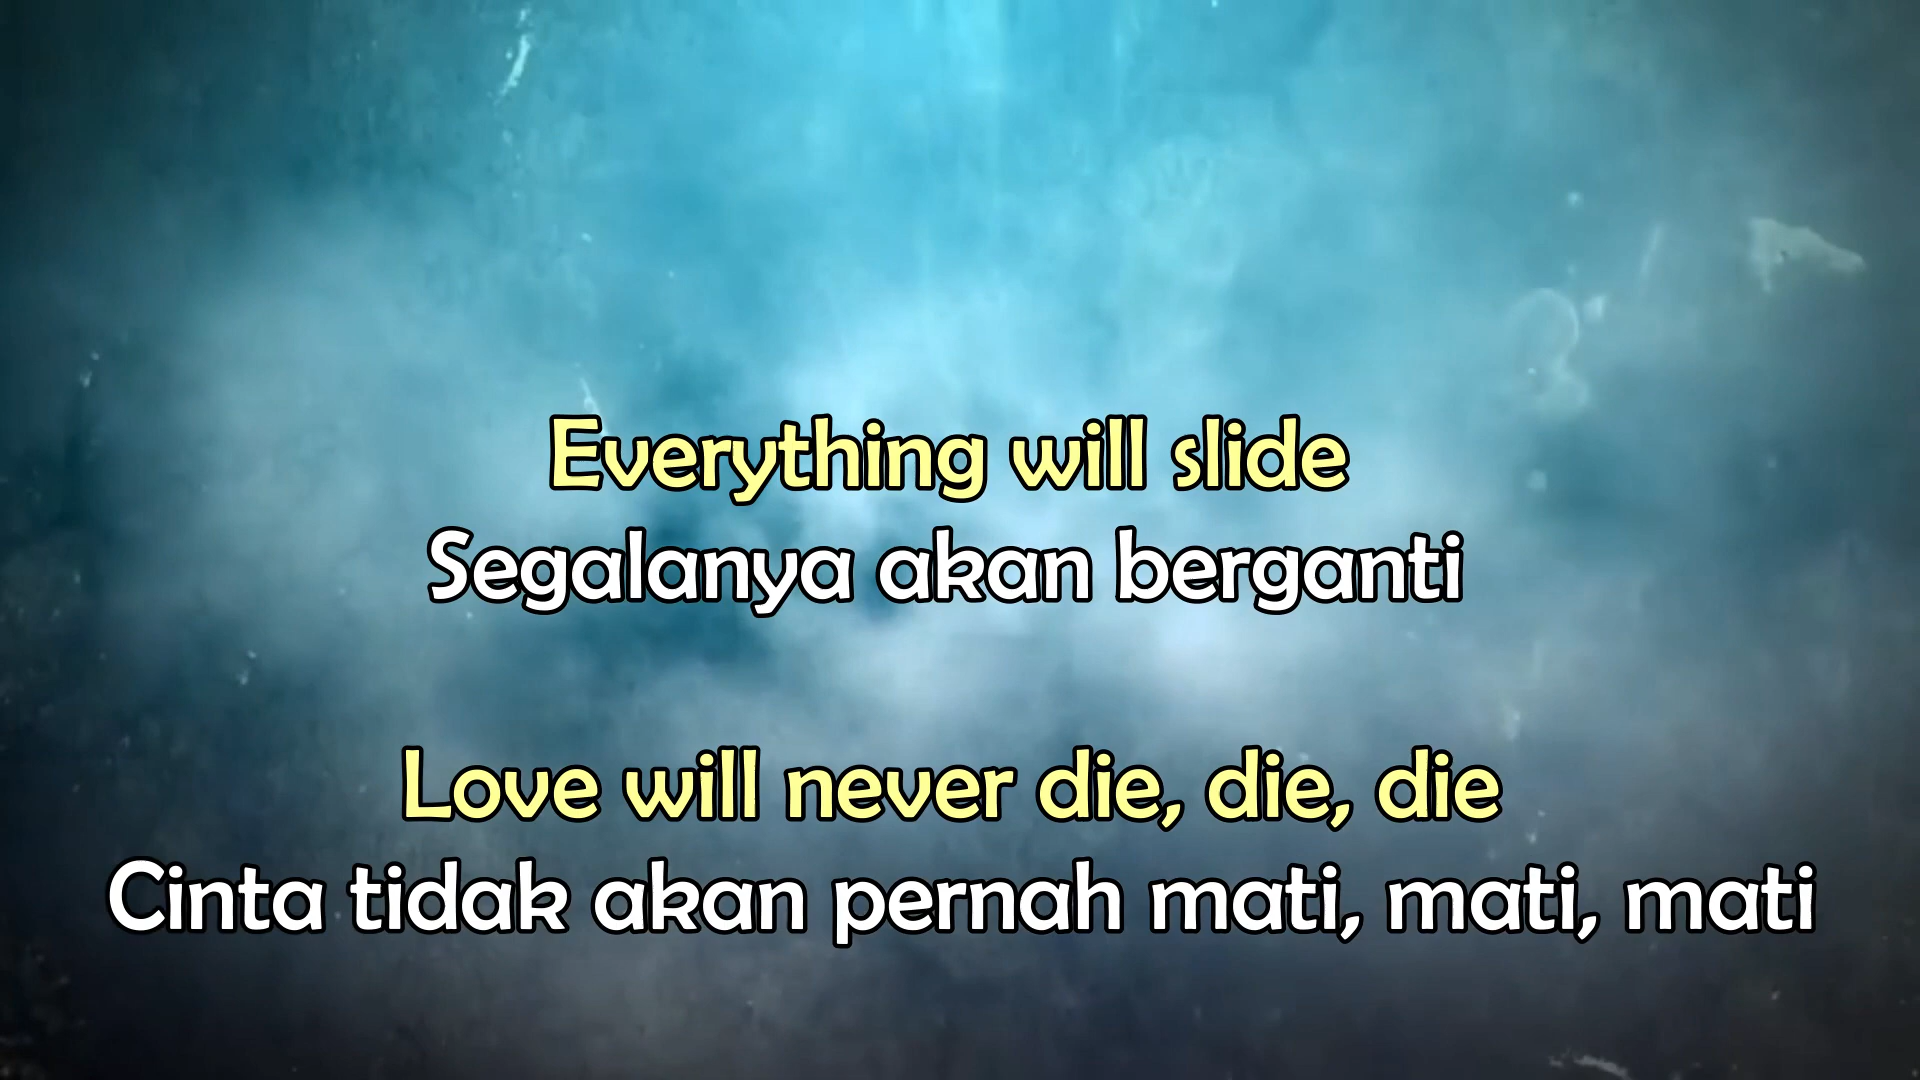 Everything will slide
Segalanya akan berganti
Love will never die, die, die
Cinta tidak akan pernah mati, mati, mati